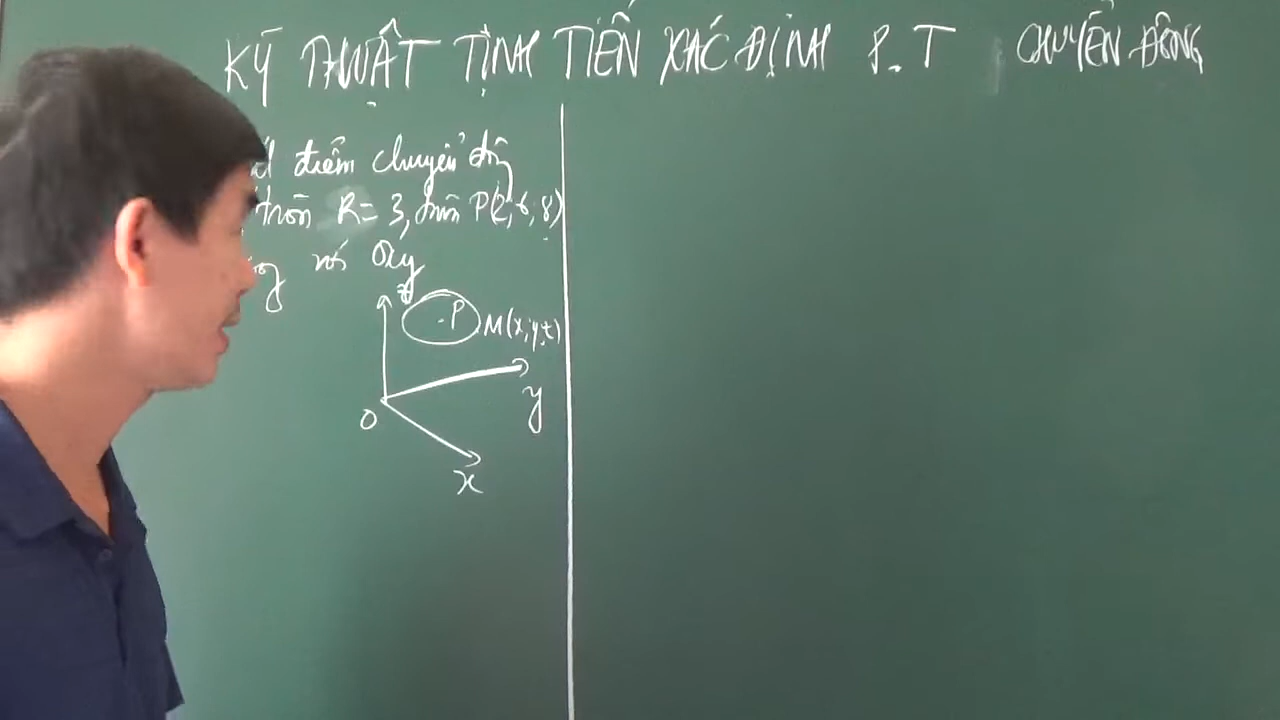 KỸ THUẬT TỊNH TIẾN XÁC ĐỊNH P.T CHUYỂN ĐỘNG
điểm chuyển động
tròn R = 3, tâm P(2; 6; 8)
với Oxy
z
P M(x; y; z)
y
O
x